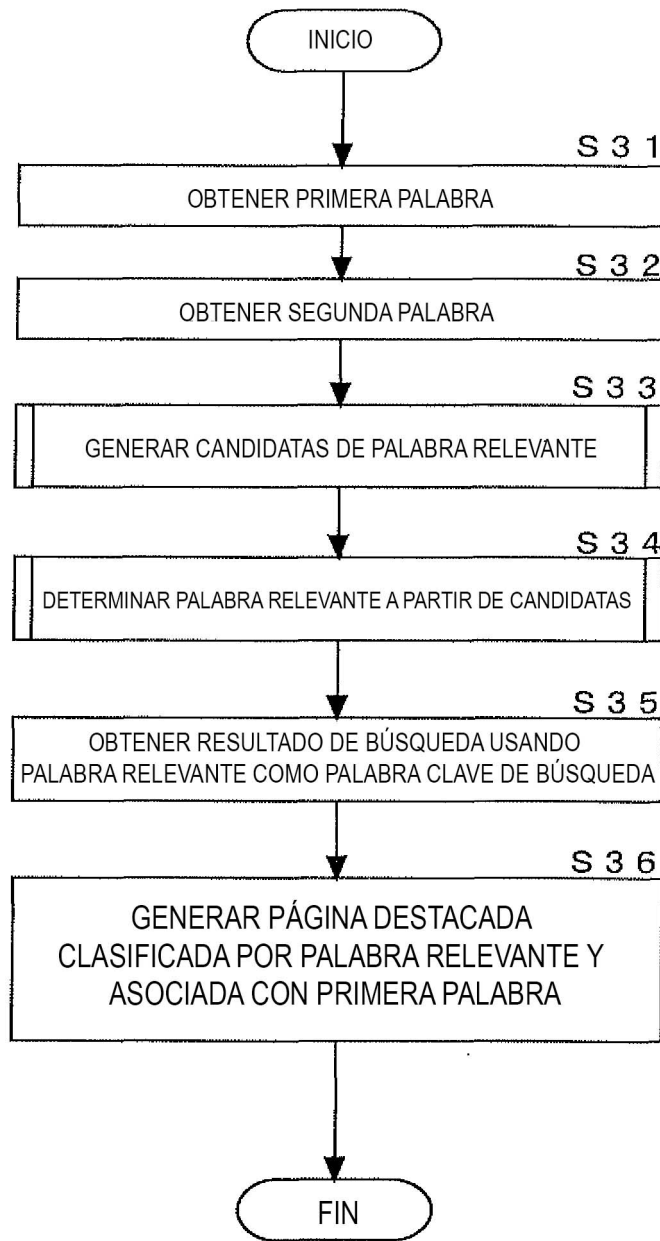 INICIO
S31
OBTENER PRIMERA PALABRA
S32
OBTENER SEGUNDA PALABRA
S33
GENERAR CANDIDATAS DE PALABRA RELEVANTE
S34
DETERMINAR PALABRA RELEVANTE A PARTIR DE CANDIDATAS
S35
OBTENER RESULTADO DE BÚSQUEDA USANDO
PALABRA RELEVANTE COMO PALABRA CLAVE DE BÚSQUEDA
S36
GENERAR PÁGINA DESTACADA
CLASIFICADA POR PALABRA RELEVANTE Y
ASOCIADA CON PRIMERA PALABRA
FIN